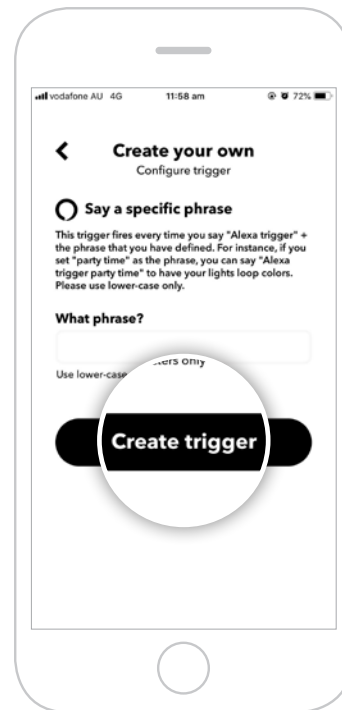 vodafone AU 4G 11:58 am 72%
Create your own
Configure trigger
Say a specific phrase
This trigger fires every time you say "Alexa trigger" +
the phrase that you have defined. For instance, if you
set "party time" as the phrase, you can say "Alexa
trigger party time" to have your lights loop colors.
Please use lower-case only.
What phrase?
Use lower-case only
Create trigger